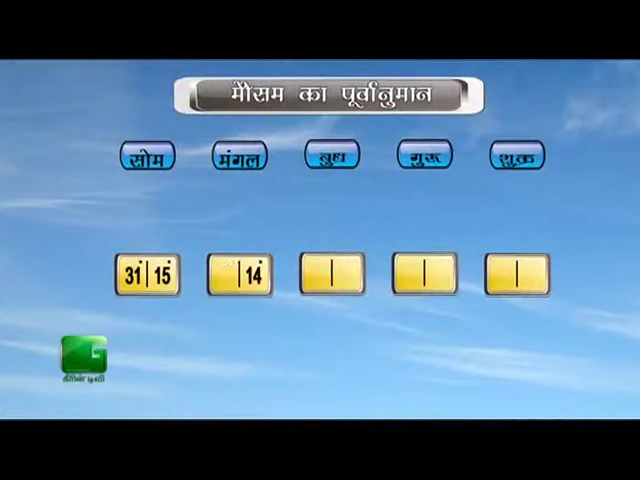 मौसम का पूर्वानुमान
सोम मंगल बुध गुरू शुक्र
31° 15° 14°